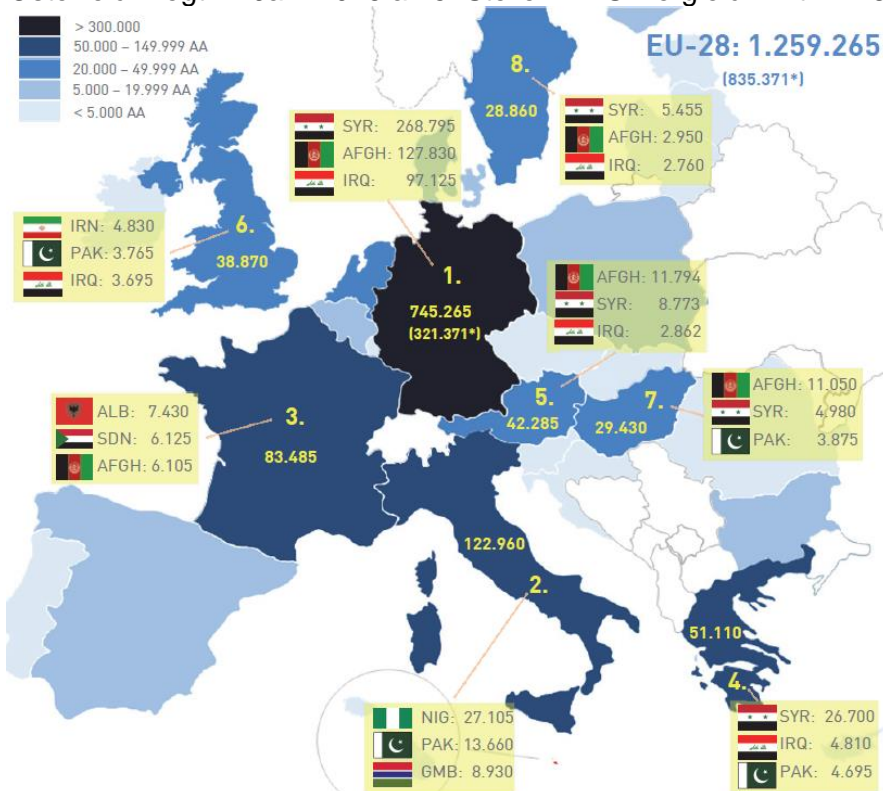 > 300.000
50.000 – 149.999 AA
20.000 – 49.999 AA
5.000 – 19.999 AA
< 5.000 AA
EU-28: 1.259.265
(835.371*)
8.
28.860
SYR: 5.455
AFGH: 2.950
IRQ: 2.760
SYR: 268.795
AFGH: 127.830
IRQ: 97.125
IRN: 4.830
PAK: 3.765
IRQ: 3.695
6.
38.870
1.
745.265
(321.371*)
AFGH: 11.794
SYR: 8.773
IRQ: 2.862
5.
42.285
7.
29.430
AFGH: 11.050
SYR: 4.980
PAK: 3.875
ALB: 7.430
SDN: 6.125
AFGH: 6.105
3.
83.485
122.960
2.
51.110
4.
NIG: 27.105
PAK: 13.660
GMB: 8.930
SYR: 26.700
IRQ: 4.810
PAK: 4.695